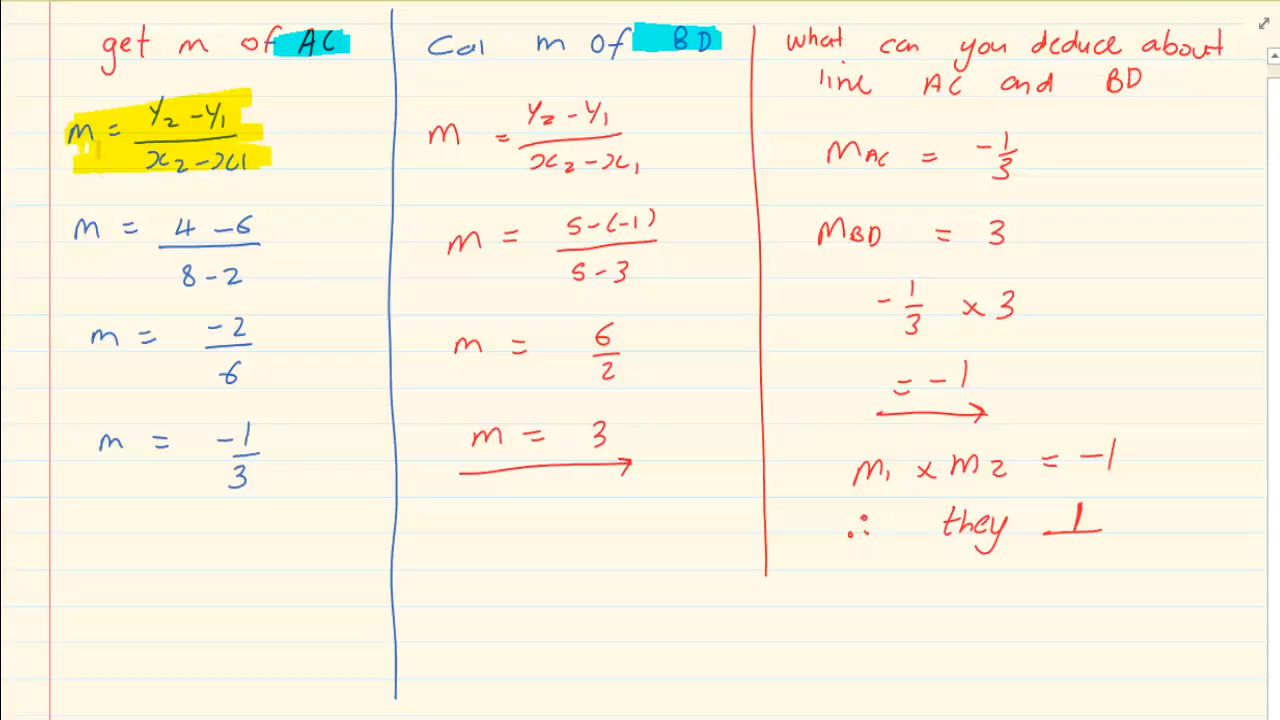 get m of AC
m = y₂ - y₁ / x₂ - x₁
m = 4 - 6 / 8 - 2
m = -2 / 6
m = -1 / 3
Cal m of BD
m = y₂ - y₁ / x₂ - x₁
m = 5 - (-1) / 5 - 3
m = 6 / 2
m = 3
what can you deduce about
line AC and BD
mAC = -1/3
mBD = 3
-1/3 × 3
= -1
m₁ × m₂ = -1
∴ they ⊥